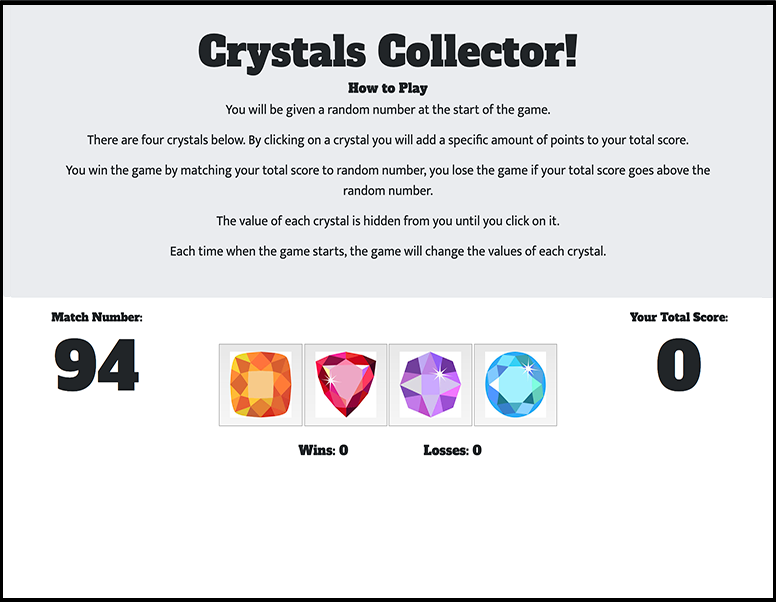 Crystals Collector!
How to Play
You will be given a random number at the start of the game.
There are four crystals below. By clicking on a crystal you will add a specific amount of points to your total score.
You win the game by matching your total score to random number, you lose the game if your total score goes above the
random number.
The value of each crystal is hidden from you until you click on it.
Each time when the game starts, the game will change the values of each crystal.
Match Number:
94
Your Total Score:
0
Wins: 0
Losses: 0